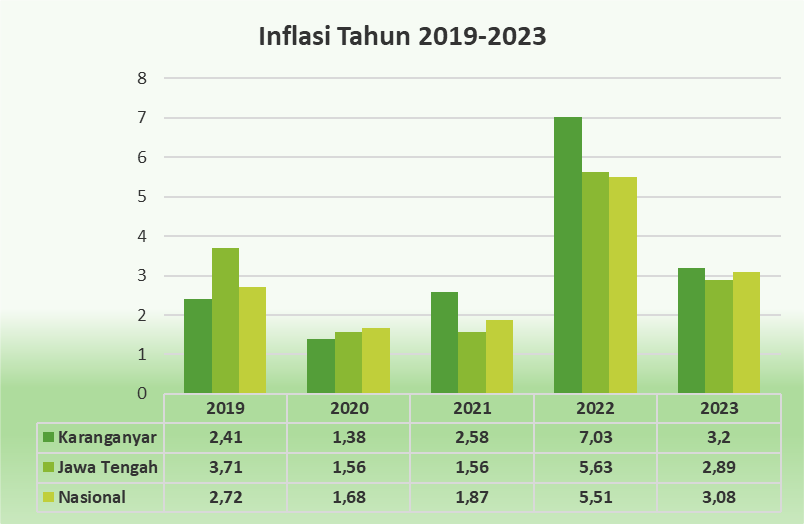 Inflasi Tahun 2019-2023
8
7
6
5
4
3
2
1
0
2019 2020 2021 2022 2023
Karanganyar 2,41 1,38 2,58 7,03 3,2
Jawa Tengah 3,71 1,56 1,56 5,63 2,89
Nasional 2,72 1,68 1,87 5,51 3,08